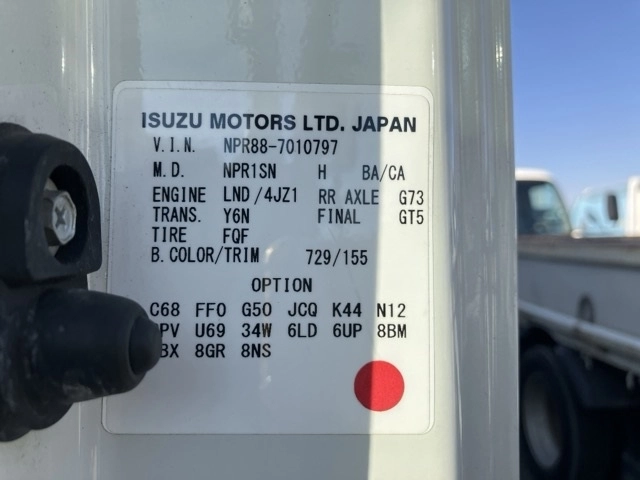 ISUZU MOTORS LTD. JAPAN
V.I.N. NPR88-7010797
M.D. NPR1SN H BA/CA
ENGINE LND/4JZ1 RR AXLE G73
TRANS. Y6N FINAL GT5
TIRE FQF
B.COLOR/TRIM 729/155
OPTION
C68 FF0 G50 JCQ K44 N12
U69 34W 6LD 6UP 8BM
8GR 8NS